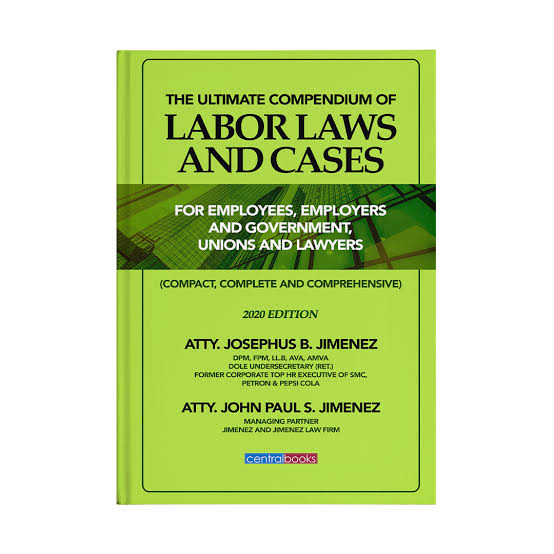 THE ULTIMATE COMPENDIUM OF
LABOR LAWS
AND CASES
FOR EMPLOYEES, EMPLOYERS
AND GOVERNMENT,
UNIONS AND LAWYERS
(COMPACT, COMPLETE AND COMPREHENSIVE)
2020 EDITION
ATTY. JOSEPHUS B. JIMENEZ
DPM, FPM, LL.B, AVA, AMVA
DOLE UNDERSECRETARY (RET.)
FORMER CORPORATE TOP HR EXECUTIVE OF SMC,
PETRON & PEPSI COLA
ATTY. JOHN PAUL S. JIMENEZ
MANAGING PARTNER
JIMENEZ AND JIMENEZ LAW FIRM
centralbooks